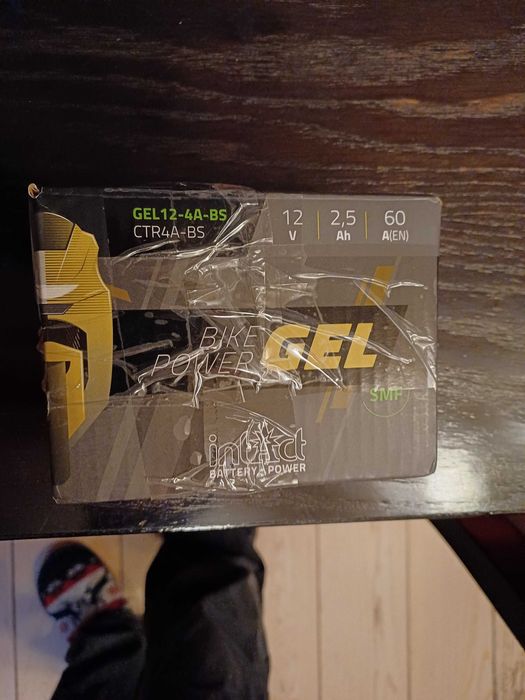 GEL12-4A-BS
CTR4A-BS
12 | 2,5 | 60
V Ah A(EN)
BIKE
POWER GEL
SMF
intAct
BATTERY-POWER